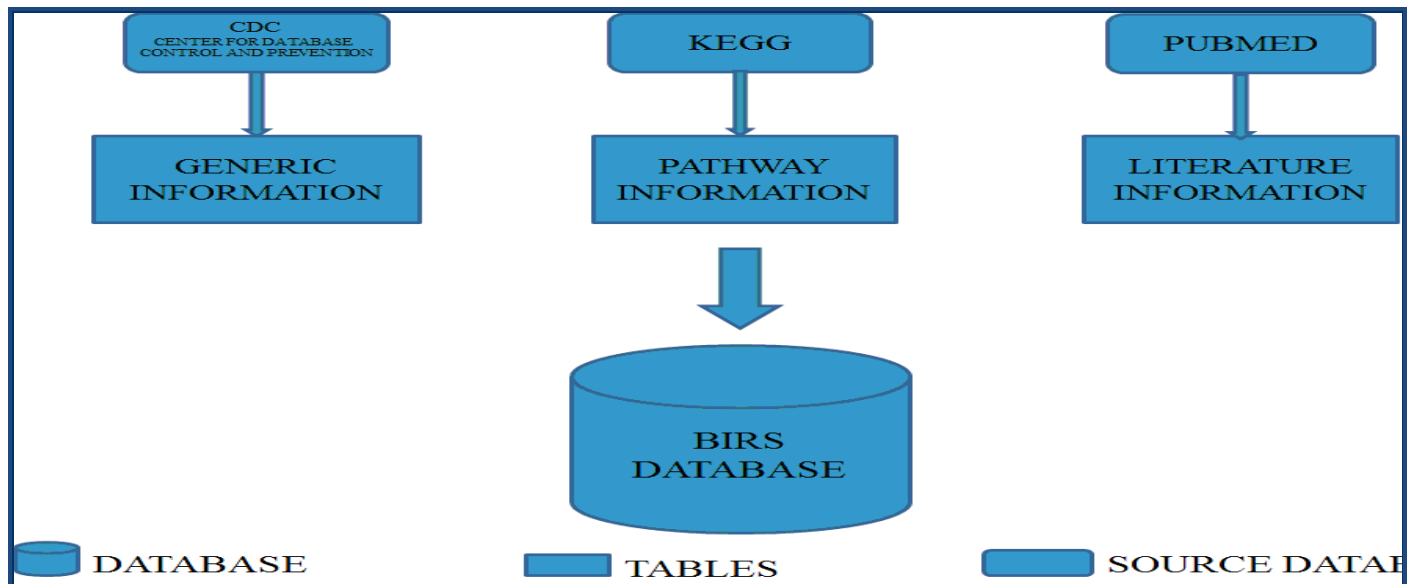 CDC
CENTER FOR DATABASE
CONTROL AND PREVENTION
KEGG
PUBMED
GENERIC
INFORMATION
PATHWAY
INFORMATION
LITERATURE
INFORMATION
BIRS
DATABASE
DATABASE
TABLES
SOURCE